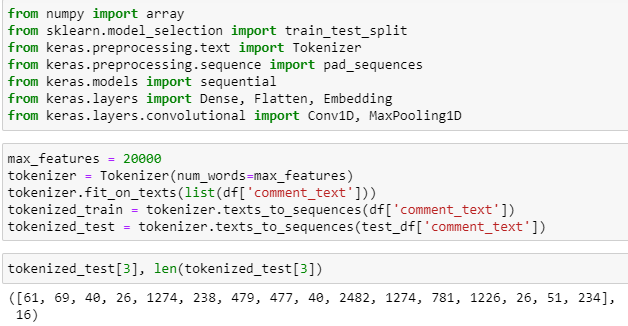 from numpy import array
from sklearn.model_selection import train_test_split
from keras.preprocessing.text import Tokenizer
from keras.preprocessing.sequence import pad_sequences
from keras.models import sequential
from keras.layers import Dense, Flatten, Embedding
from keras.layers.convolutional import Conv1D, MaxPooling1D
max_features = 20000
tokenizer = Tokenizer(num_words=max_features)
tokenizer.fit_on_texts(list(df['comment_text']))
tokenized_train = tokenizer.texts_to_sequences(df['comment_text'])
tokenized_test = tokenizer.texts_to_sequences(test_df['comment_text'])
tokenized_test[3], len(tokenized_test[3])
([61, 69, 40, 26, 1274, 238, 479, 477, 40, 2482, 1274, 781, 1226, 26, 51, 234],
16)